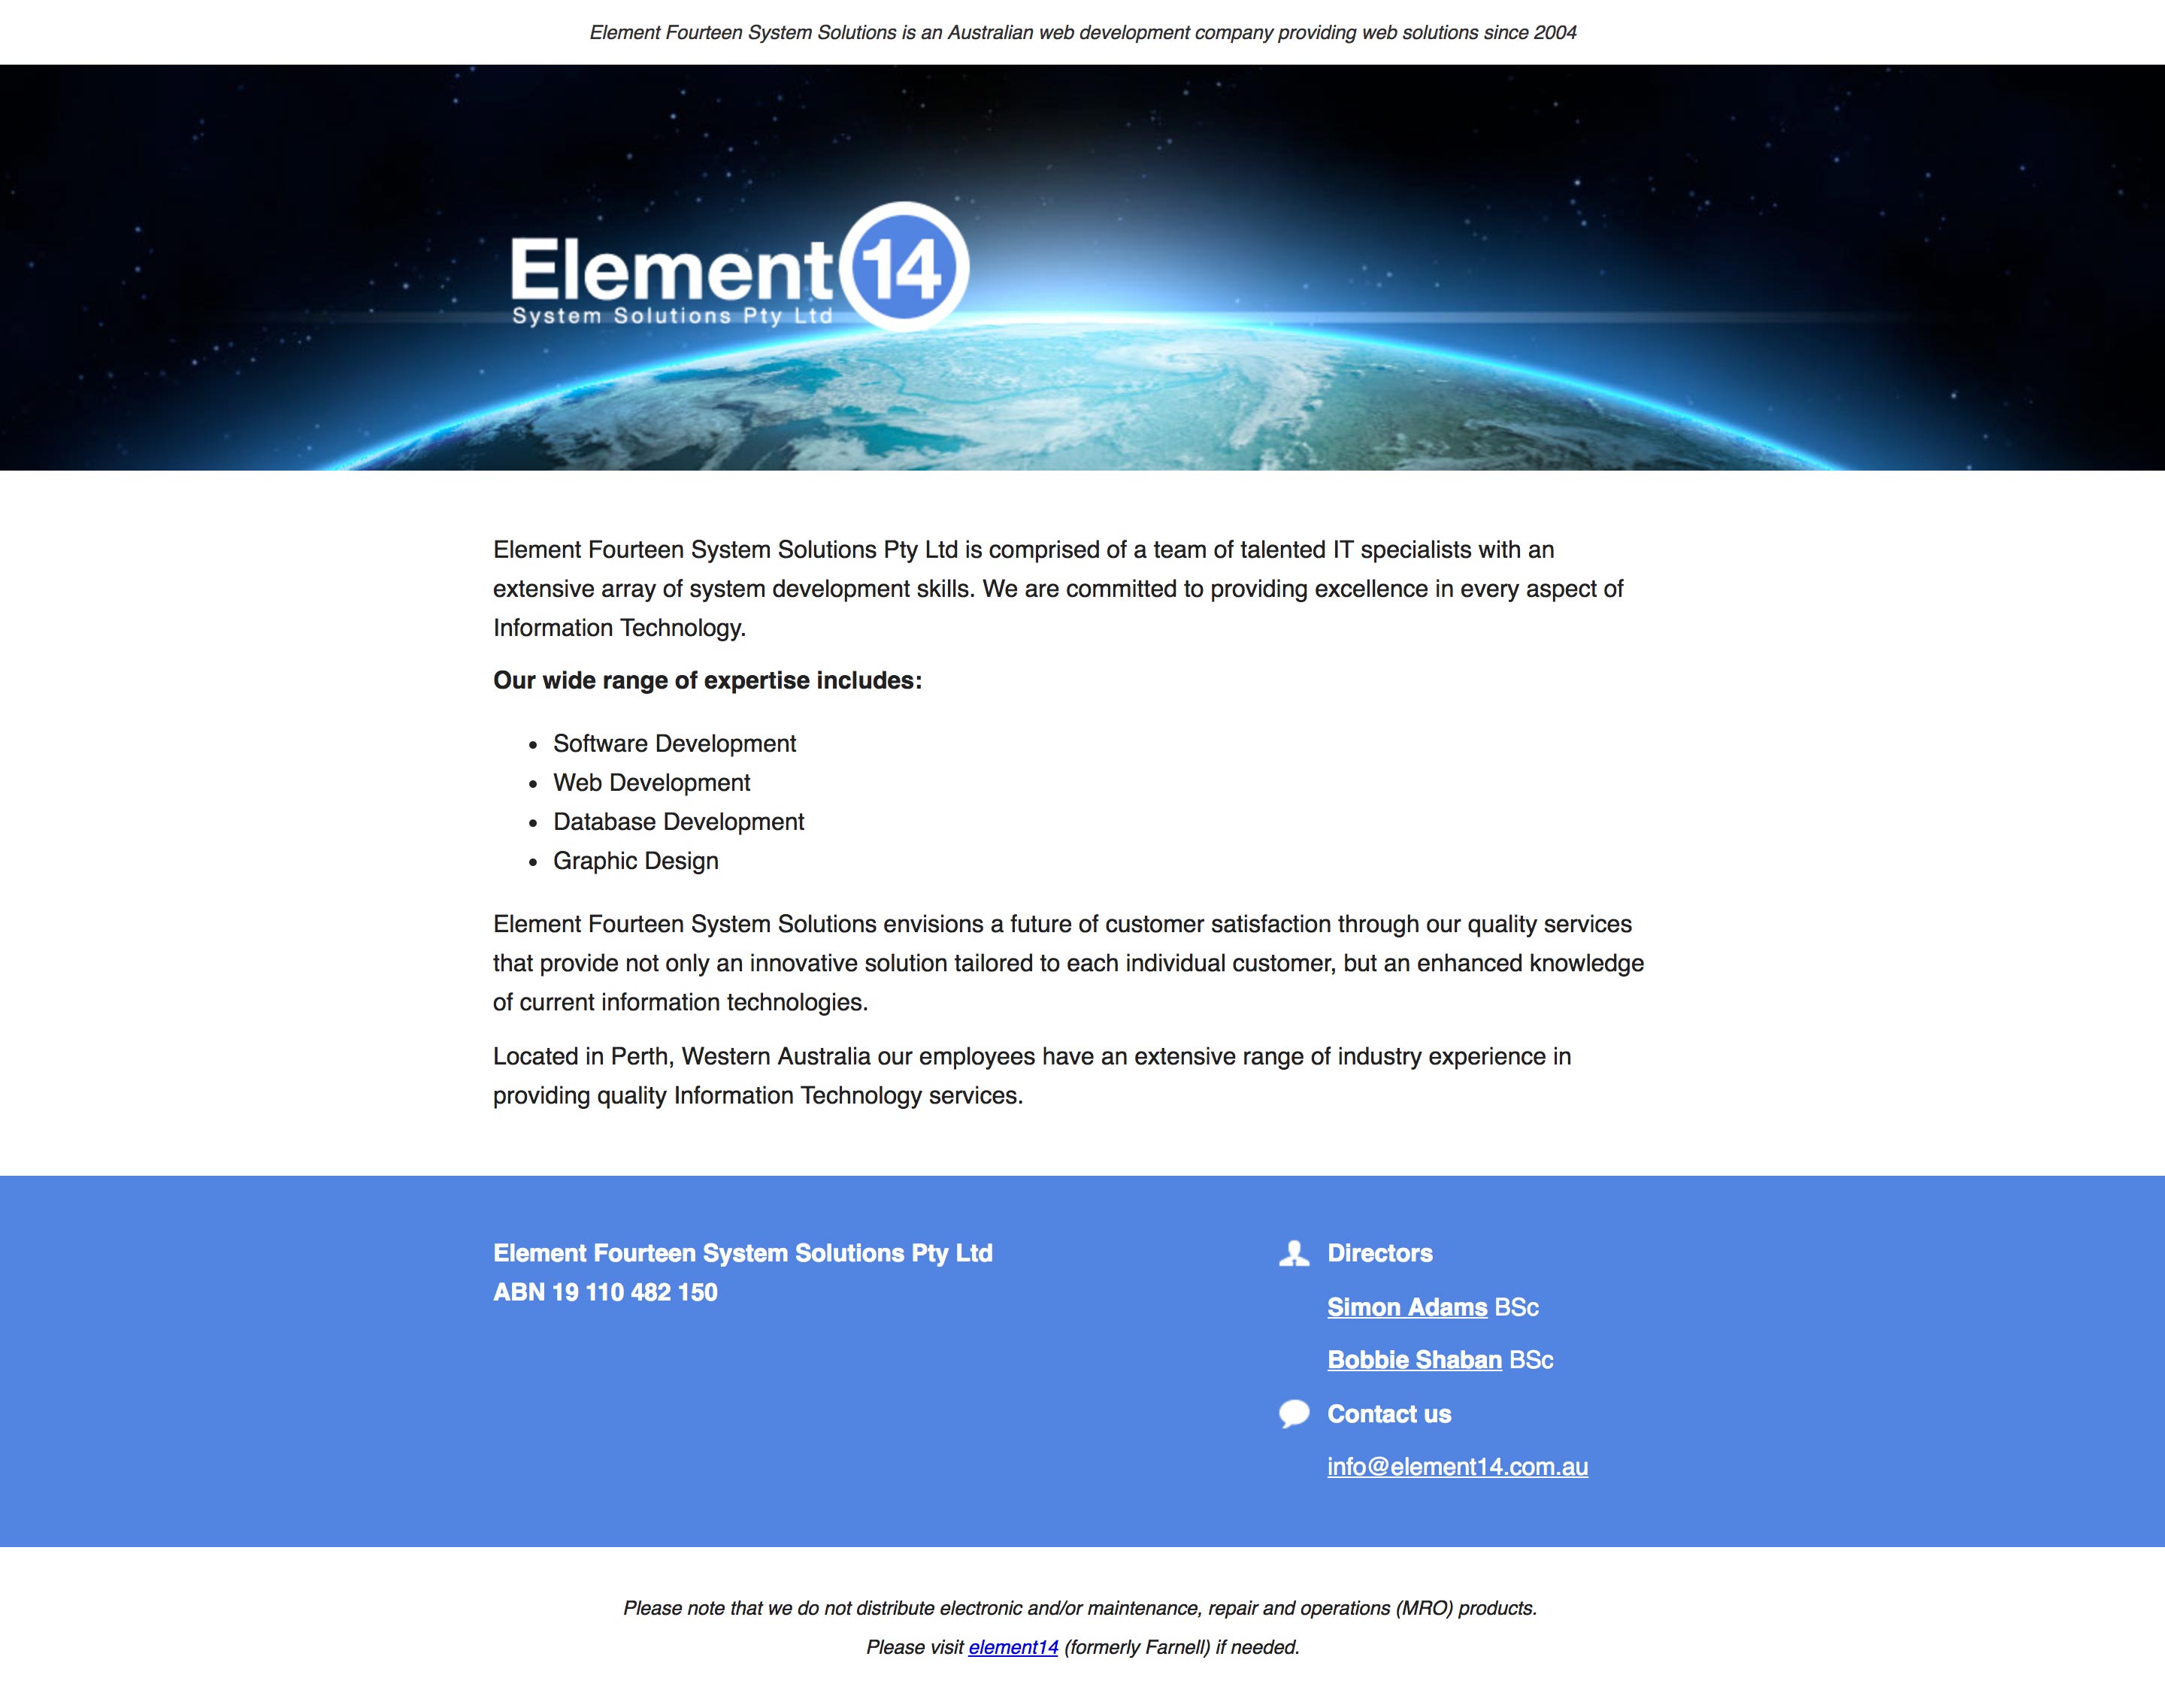 Element Fourteen System Solutions is an Australian web development company providing web solutions since 2004
Element 14
System Solutions Pty Ltd
Element Fourteen System Solutions Pty Ltd is comprised of a team of talented IT specialists with an
extensive array of system development skills. We are committed to providing excellence in every aspect of
Information Technology.
Our wide range of expertise includes:
• Software Development
• Web Development
• Database Development
• Graphic Design
Element Fourteen System Solutions envisions a future of customer satisfaction through our quality services
that provide not only an innovative solution tailored to each individual customer, but an enhanced knowledge
of current information technologies.
Located in Perth, Western Australia our employees have an extensive range of industry experience in
providing quality Information Technology services.
Element Fourteen System Solutions Pty Ltd
ABN 19 110 482 150
Directors
Simon Adams BSc
Bobbie Shaban BSc
Contact us
info@element14.com.au
Please note that we do not distribute electronic and/or maintenance, repair and operations (MRO) products.
Please visit element14 (formerly Farnell) if needed.